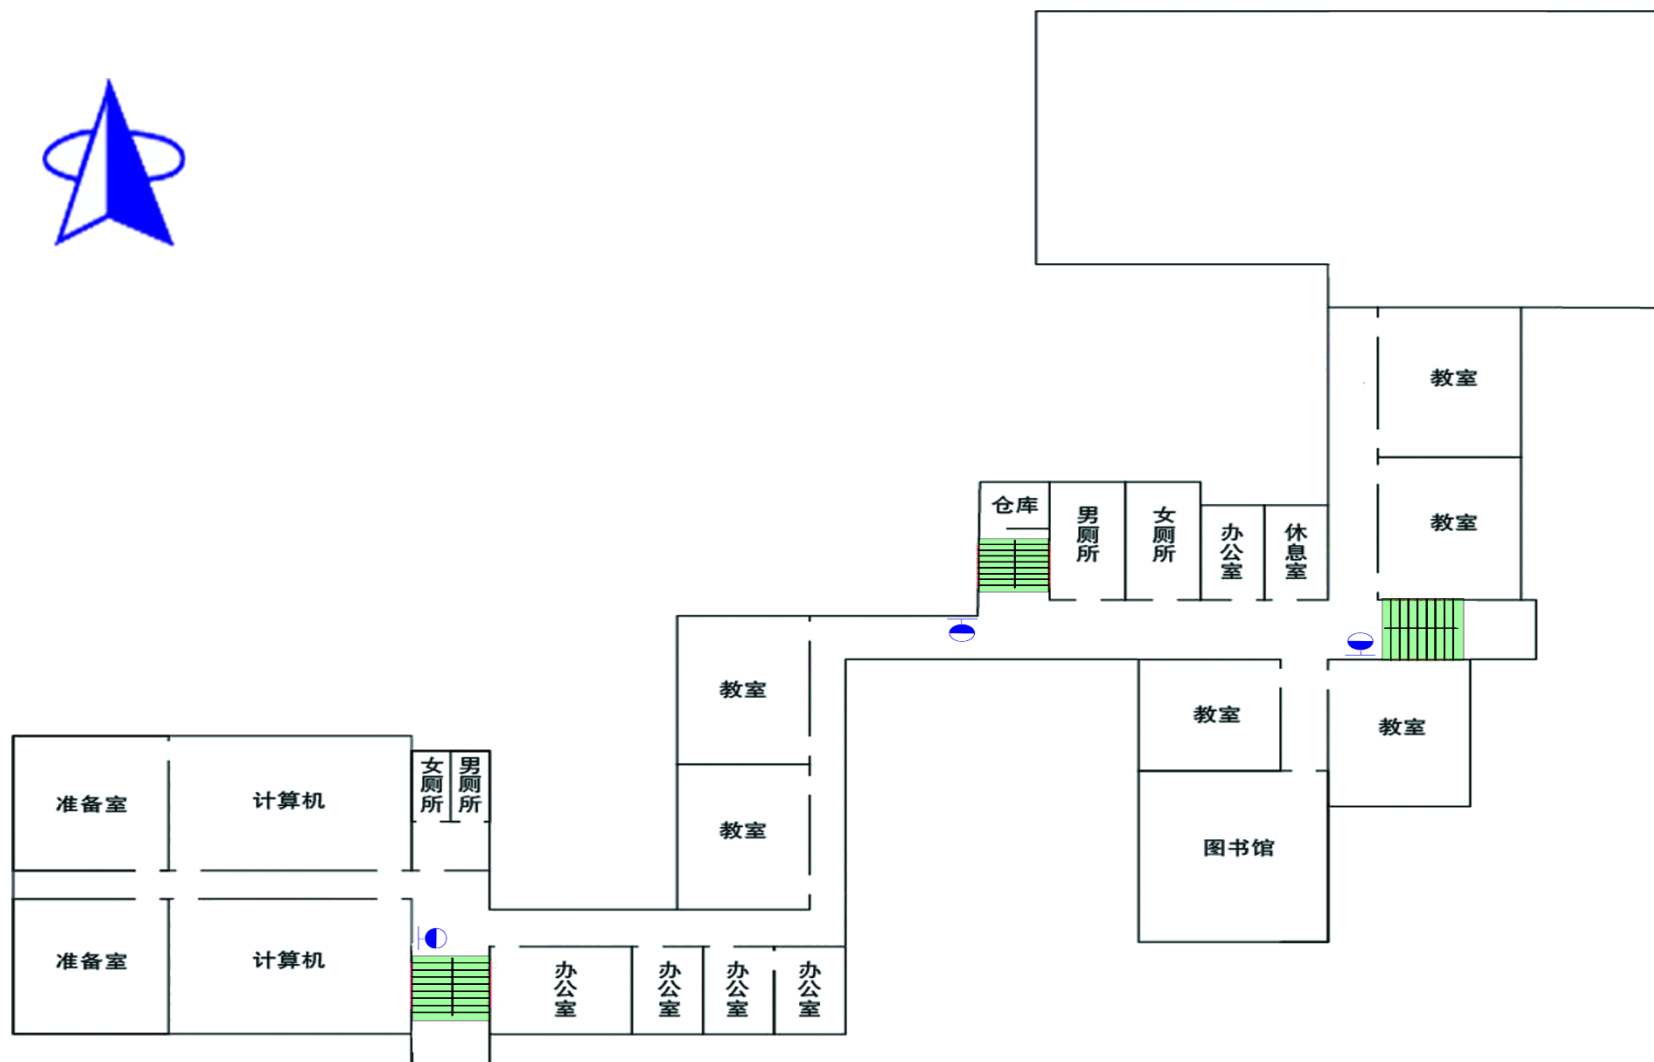 教室
教室
仓库
男厕所
女厕所
办公室
休息室
教室
教室
教室
教室
图书馆
准备室
计算机
女厕所
男厕所
准备室
计算机
办公室
办公室
办公室
办公室